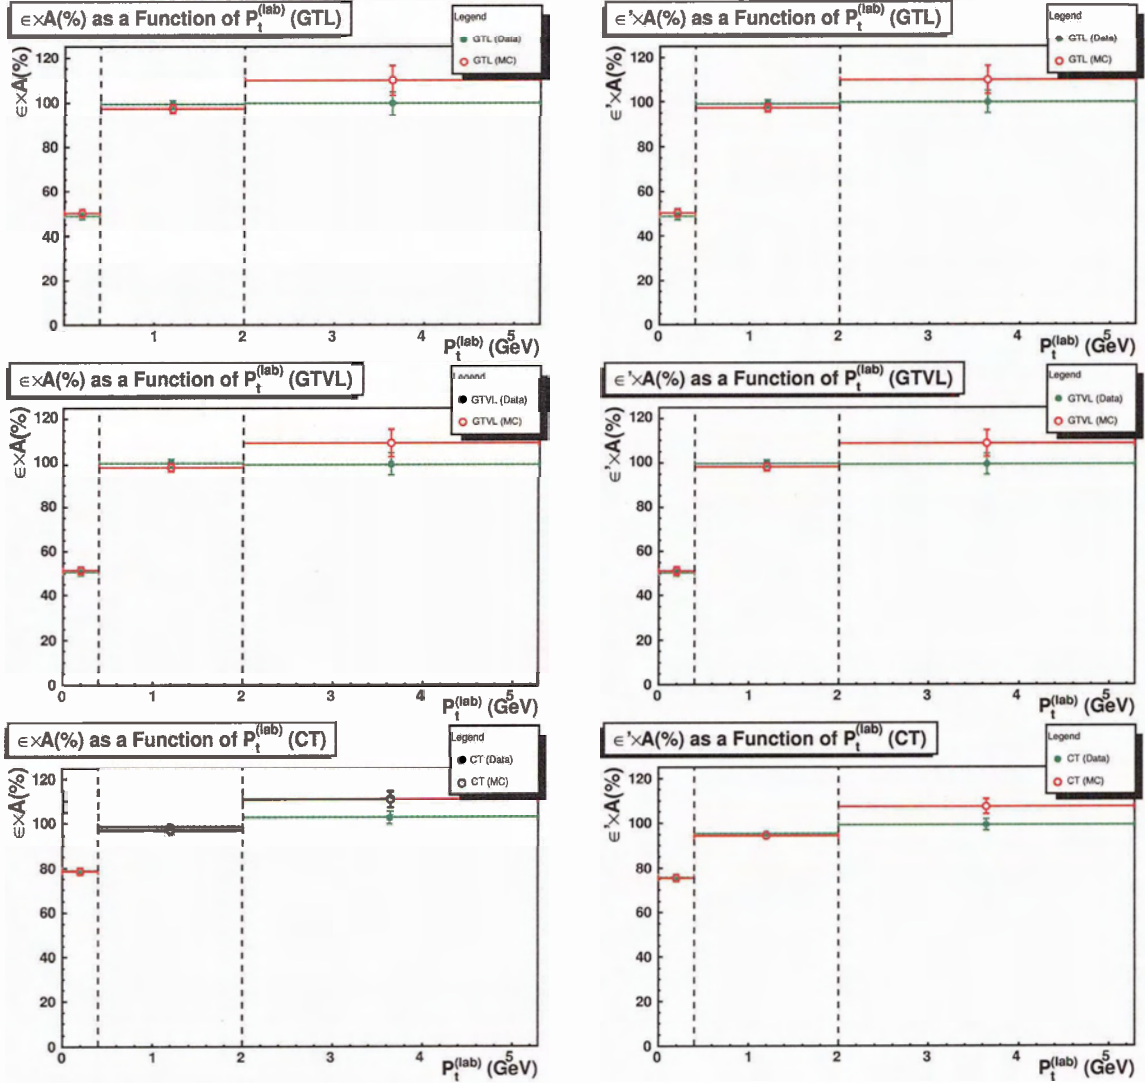 ∈×A(%) as a Function of P_t^(lab) (GTL)
Legend
GTL (Data)
GTL (MC)
∈×A(%)
120
100
80
60
40
20
0
1
2
3
4
5
P_t^(lab) (GeV)
∈'×A(%) as a Function of P_t^(lab) (GTL)
Legend
GTL (Data)
GTL (MC)
∈'×A(%)
120
100
80
60
40
20
0
0
1
2
3
4
5
P_t^(lab) (GeV)
∈×A(%) as a Function of P_t^(lab) (GTVL)
Legend
GTVL (Data)
GTVL (MC)
∈×A(%)
120
100
80
60
40
20
0
0
1
2
3
4
5
P_t^(lab) (GeV)
∈'×A(%) as a Function of P_t^(lab) (GTVL)
Legend
GTVL (Data)
GTVL (MC)
∈'×A(%)
120
100
80
60
40
20
0
0
1
2
3
4
5
P_t^(lab) (GeV)
∈×A(%) as a Function of P_t^(lab) (CT)
Legend
CT (Data)
CT (MC)
∈×A(%)
120
100
80
60
40
20
0
0
1
2
3
4
5
P_t^(lab) (GeV)
∈'×A(%) as a Function of P_t^(lab) (CT)
Legend
CT (Data)
CT (MC)
∈'×A(%)
120
100
80
60
40
20
0
0
1
2
3
4
5
P_t^(lab) (GeV)